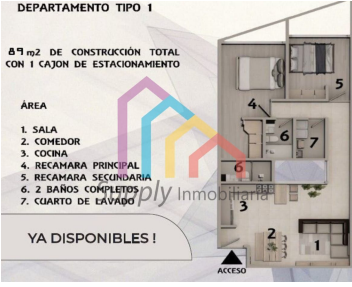 DEPARTAMENTO TIPO 1
89 m2 DE CONSTRUCCIÓN TOTAL
CON 1 CAJON DE ESTACIONAMIENTO
ÁREA
1. SALA
2. COMEDOR
3. COCINA
4. RECAMARA PRINCIPAL
5. RECAMARA SECUNDARIA
6. 2 BAÑOS COMPLETOS
7. CUARTO DE LAVADO
Supply Inmobiliaria
YA DISPONIBLES !
5
4
6
7
6
3
2
1
ACCESO